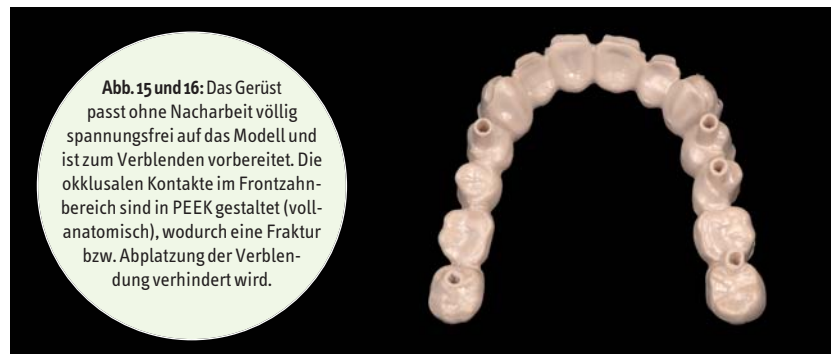 Abb. 15 und 16: Das Gerüst
passt ohne Nacharbeit völlig
spannungsfrei auf das Modell und
ist zum Verblenden vorbereitet. Die
okklusalen Kontakte im Frontzahn-
bereich sind in PEEK gestaltet (voll-
anatomisch), wodurch eine Fraktur
bzw. Abplatzung der Verblen-
dung verhindert wird.